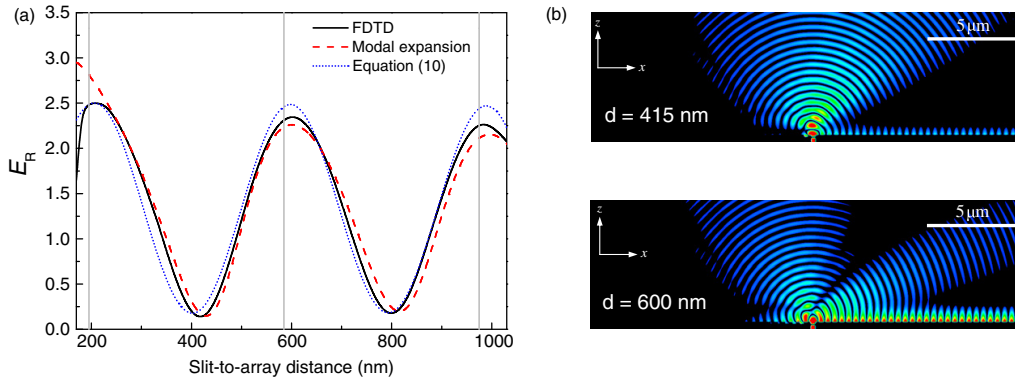 (a)
FDTD
Modal expansion
Equation (10)
3.5
3.0
2.5
2.0
1.5
1.0
0.5
0.0
E_R
200 400 600 800 1000
Slit-to-array distance (nm)
(b)
z
x
5 μm
d = 415 nm
z
x
5 μm
d = 600 nm